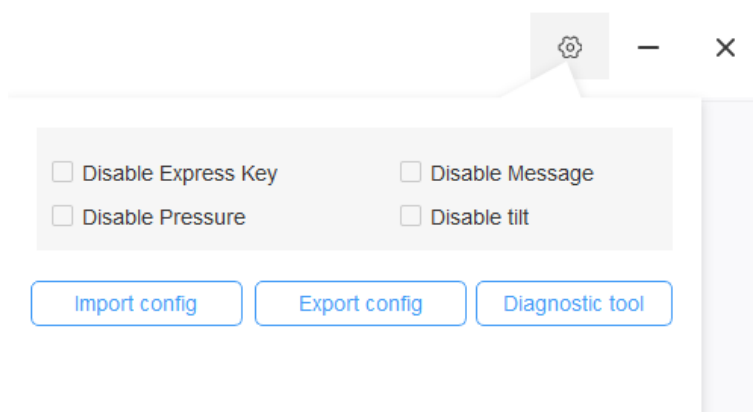 Disable Express Key
Disable Message
Disable Pressure
Disable tilt
Import config
Export config
Diagnostic tool